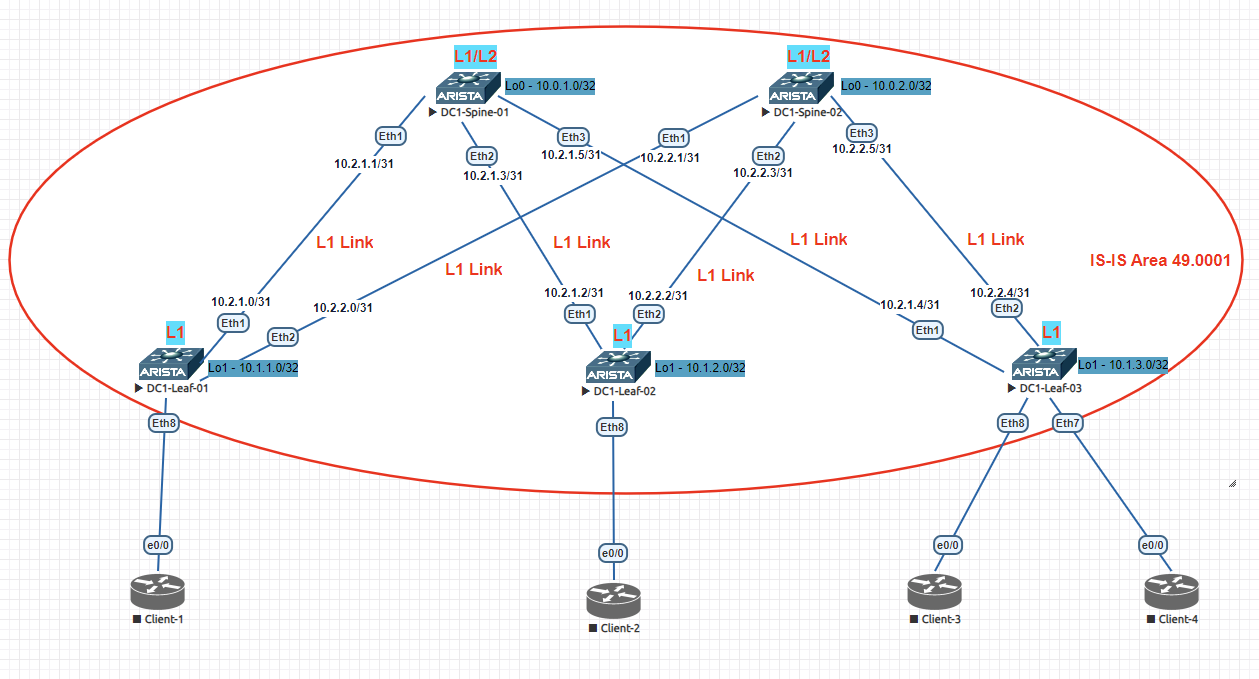 L1/L2
L1/L2
Lo0 - 10.0.1.0/32
Lo0 - 10.0.2.0/32
ARISTA
ARISTA
DC1-Spine-01
DC1-Spine-02
Eth1
Eth3
Eth1
Eth3
10.2.1.1/31
Eth2
10.2.1.5/31
10.2.2.1/31
Eth2
10.2.2.5/31
10.2.1.3/31
10.2.2.3/31
L1 Link
L1 Link
L1 Link
L1 Link
L1 Link
L1 Link
IS-IS Area 49.0001
10.2.1.0/31
10.2.2.0/31
10.2.1.2/31
10.2.2.2/31
10.2.1.4/31
10.2.2.4/31
Eth1
Eth2
Eth1
Eth2
Eth1
Eth2
L1
L1
L1
ARISTA
Lo1 - 10.1.1.0/32
ARISTA
Lo1 - 10.1.2.0/32
ARISTA
Lo1 - 10.1.3.0/32
DC1-Leaf-01
DC1-Leaf-02
DC1-Leaf-03
Eth8
Eth8
Eth8
Eth7
e0/0
e0/0
e0/0
e0/0
Client-1
Client-2
Client-3
Client-4